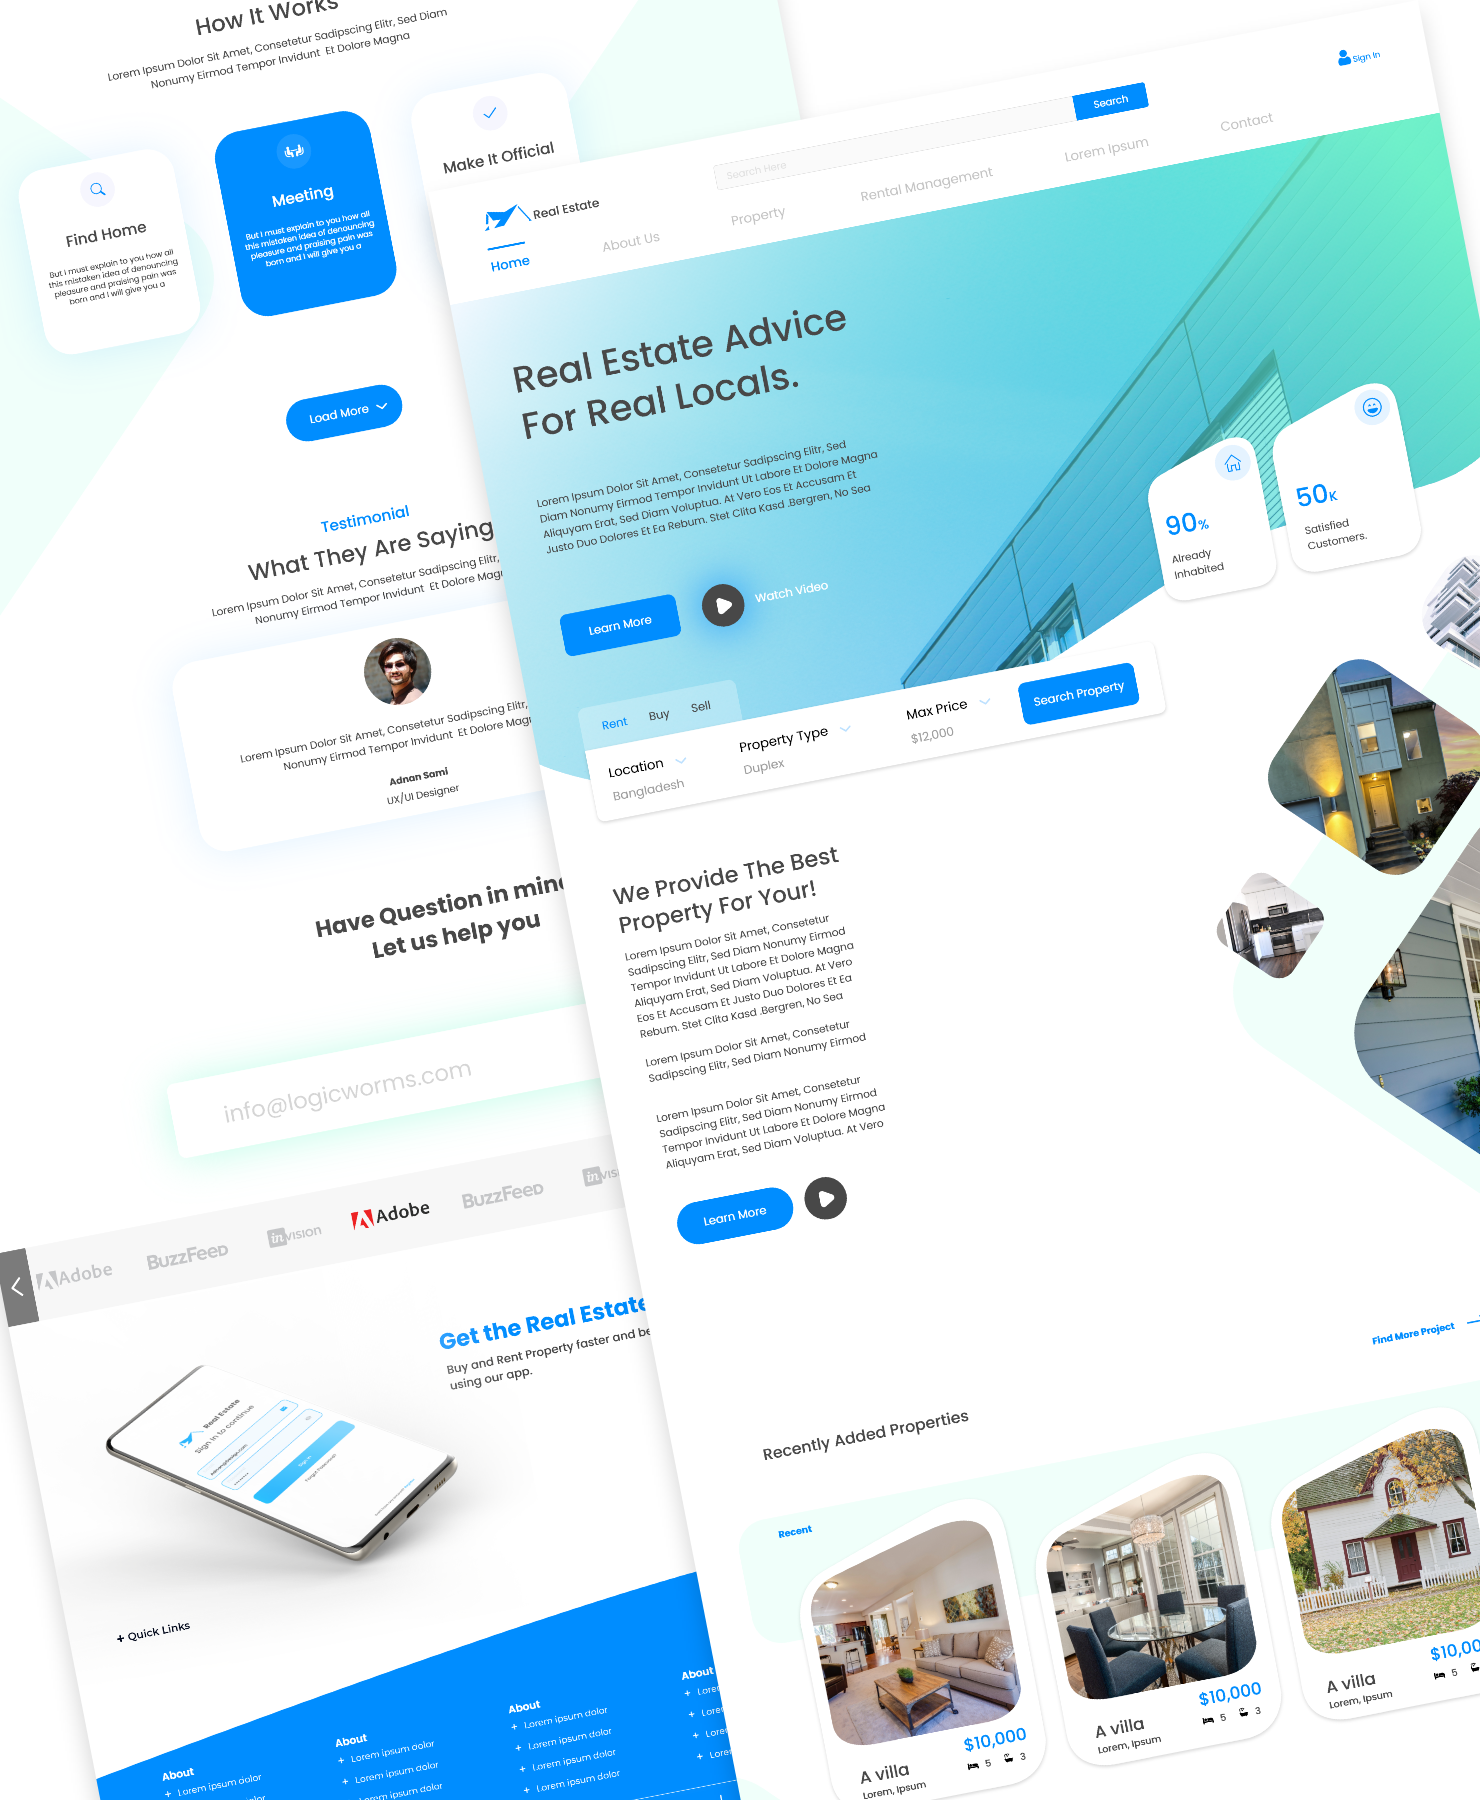 How It Works
Lorem Ipsum Dolor Sit Amet, Consetetur Sadipscing Elitr, Sed Diam
Nonumy Eirmod Tempor Invidunt Et Dolore Magna
Find Home
But i must explain to you how all
this mistaken idea of denouncing
pleasure and praising pain was
born and I will give you a
Meeting
But i must explain to you how all
this mistaken idea of denouncing
pleasure and praising pain was
born and I will give you a
Make It Official
Load More
Testimonial
What They Are Saying
Lorem Ipsum Dolor Sit Amet, Consetetur Sadipscing Elitr,
Nonumy Eirmod Tempor Invidunt Et Dolore
Lorem Ipsum Dolor Sit Amet, Consetetur Sadipscing Elitr,
Nonumy Eirmod Tempor Invidunt Et Dolore
Adnan Sami
UX/UI Designer
Have Question in
Let us help you
info@logicworms.com
Adobe
BuzzFeed
invision
Adobe
BuzzFeed
Get the Real Estate
Buy and Rent Property faster and
using our app.
Real Estate
Sign In to continue
Sign In
+ Quick Links
About
+ Lorem ipsum dolor
About
+ Lorem ipsum dolor
+ Lorem ipsum dolor
About
+ Lorem ipsum dolor
+ Lorem ipsum dolor
+ Lorem ipsum dolor
+ Lorem ipsum dolor
About
Sign In
Search Here
Search
Real Estate
Home
About Us
Property
Rental Management
Lorem Ipsum
Contact
Real Estate Advice
For Real Locals.
Lorem Ipsum Dolor Sit Amet, Consetetur Sadipscing Elitr, Sed
Diam Nonumy Eirmod Tempor Invidunt Ut Labore Et Dolore Magna
Aliquyam Erat, Sed Diam Voluptua. At Vero Eos Et Accusam Et
Justo Duo Dolores Et Ea Rebum. Stet Clita Kasd .Bergren, No Sea
Learn More
Watch Video
90%
Already
Inhabited
50K
Satisfied
Customers.
Rent
Buy
Sell
Location
Bangladesh
Property Type
Duplex
Max Price
$12,000
Search Property
We Provide The Best
Property For Your!
Lorem Ipsum Dolor Sit Amet, Consetetur
Sadipscing Elitr, Sed Diam Nonumy Eirmod
Tempor Invidunt Ut Labore Et Dolore Magna
Aliquyam Erat, Sed Diam Voluptua. At Vero
Eos Et Accusam Et Justo Duo Dolores Et Ea
Rebum. Stet Clita Kasd .Bergren, No Sea
Lorem Ipsum Dolor Sit Amet, Consetetur
Sadipscing Elitr, Sed Diam Nonumy Eirmod
Lorem Ipsum Dolor Sit Amet, Consetetur
Sadipscing Elitr, Sed Diam Nonumy Eirmod
Tempor Invidunt Ut Labore Et Dolore Magna
Aliquyam Erat, Sed Diam Voluptua. At Vero
Learn More
Find More Project
Recently Added Properties
Recent
$10,000
A villa
5
3
Lorem, Ipsum
$10,000
A villa
5
3
Lorem, Ipsum
$10,00
A villa
5
Lorem, Ipsum